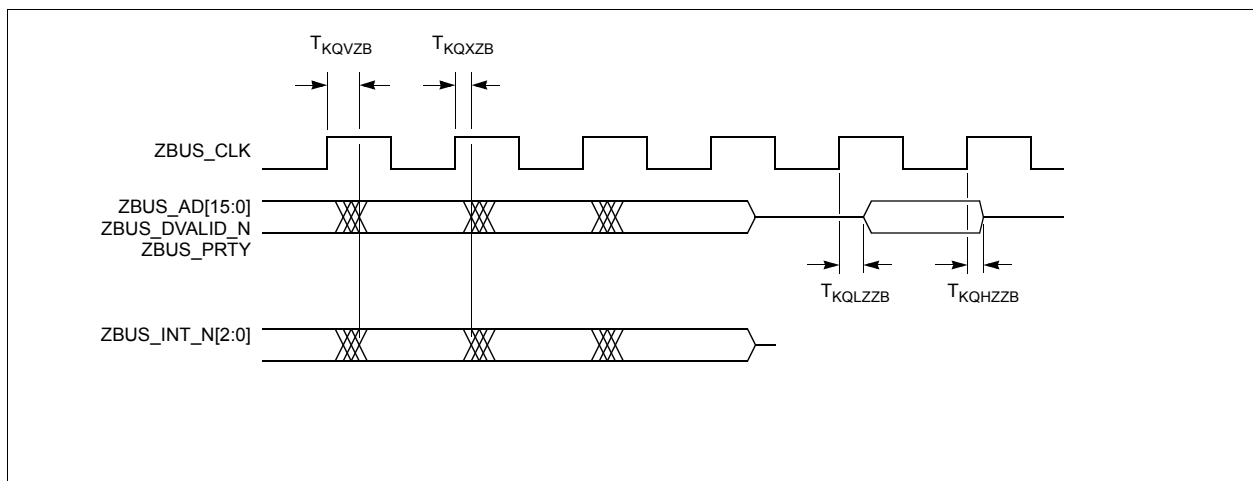 TKQVZB
TKQXZB
ZBUS_CLK
ZBUS_AD[15:0]
ZBUS_DVALID_N
ZBUS_PRTY
TKQLZZB
TKQHZZB
ZBUS_INT_N[2:0]